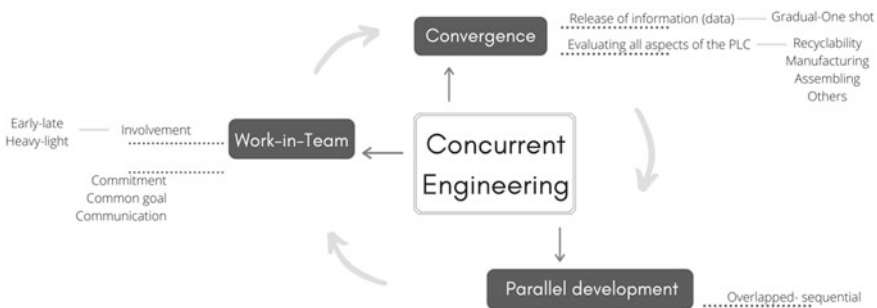 Convergence
Release of information (data)
Gradual-One shot
Evaluating all aspects of the PLC
Recyclability
Manufacturing
Assembling
Others
Early-late
Heavy-light
Involvement
Work-in-Team
Commitment
Common goal
Communication
Concurrent
Engineering
Parallel development
Overlapped- sequential